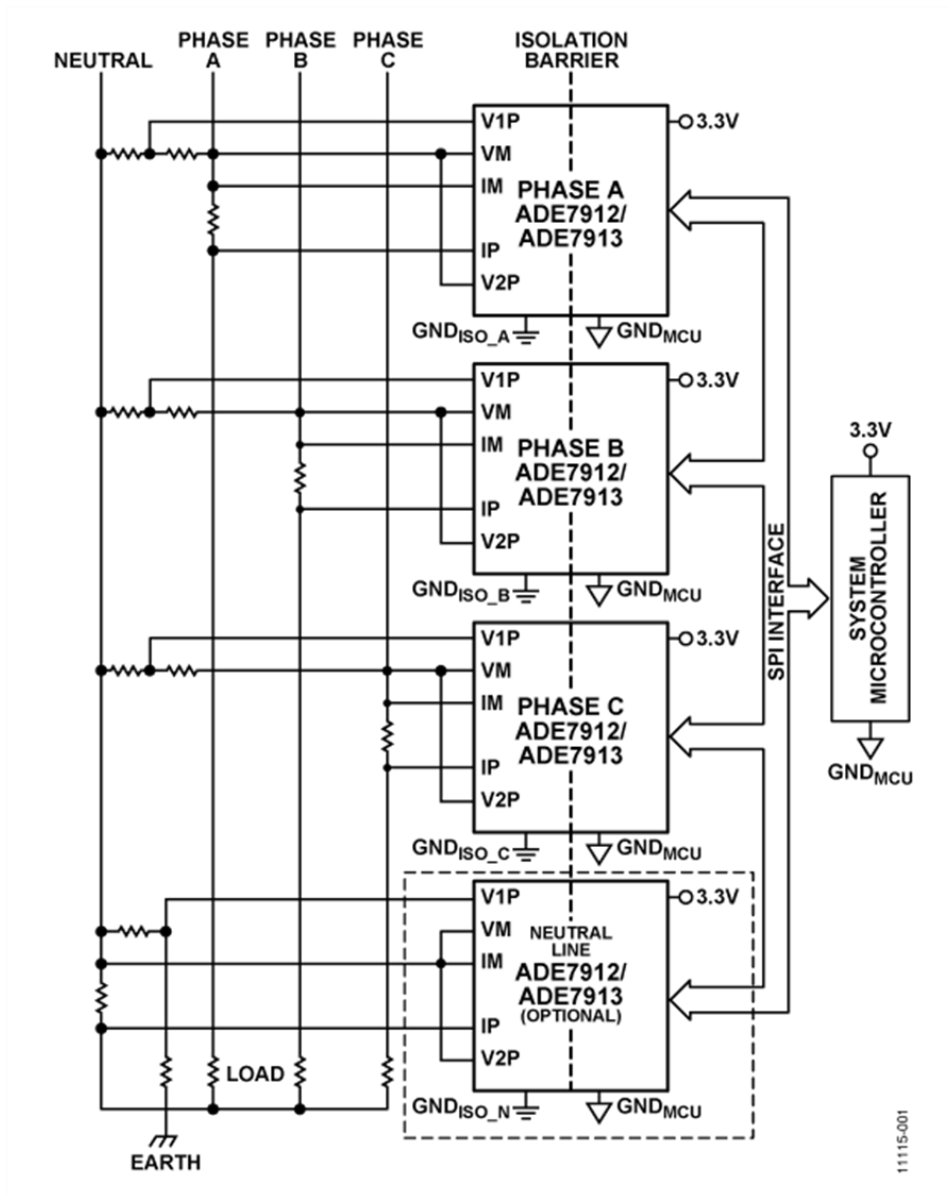 NEUTRAL
PHASE
A
PHASE
B
PHASE
C
ISOLATION
BARRIER
V1P
VM
IM
IP
V2P
PHASE A
ADE7912/
ADE7913
3.3V
GNDISO_A
GNDMCU
V1P
VM
IM
IP
V2P
PHASE B
ADE7912/
ADE7913
3.3V
GNDISO_B
GNDMCU
V1P
VM
IM
IP
V2P
PHASE C
ADE7912/
ADE7913
3.3V
GNDISO_C
GNDMCU
V1P
VM
IM
IP
V2P
NEUTRAL
LINE
ADE7912/
ADE7913
(OPTIONAL)
3.3V
GNDISO_N
GNDMCU
LOAD
EARTH
SPI INTERFACE
3.3V
SYSTEM
MICROCONTROLLER
GNDMCU
11115-001